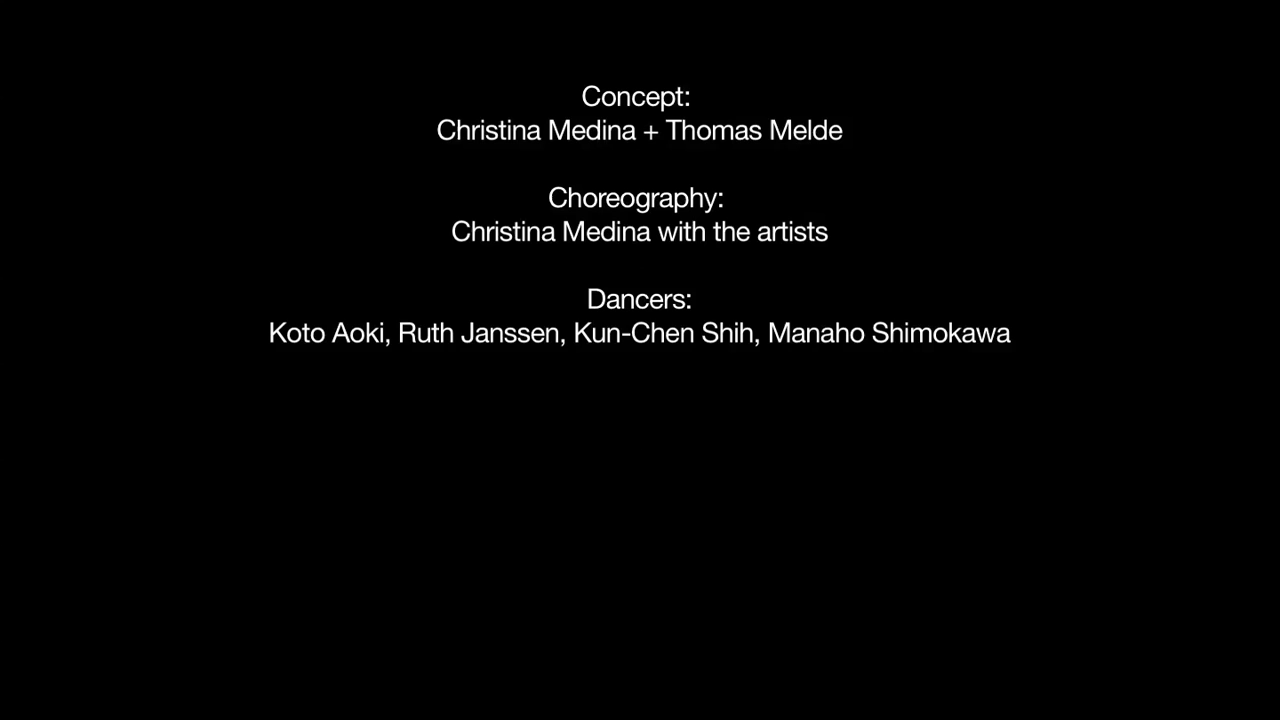 Concept:
Christina Medina + Thomas Melde
Choreography:
Christina Medina with the artists
Dancers:
Koto Aoki, Ruth Janssen, Kun-Chen Shih, Manaho Shimokawa